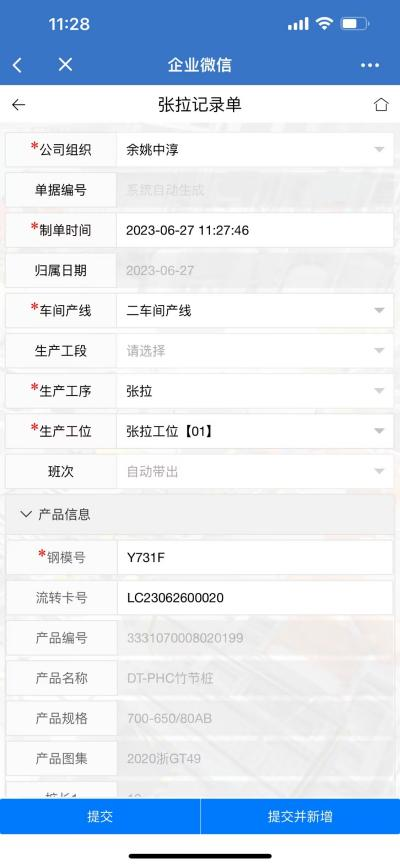 11:28
企业微信
张拉记录单
*公司组织 余姚中淳
单据编号 系统自动生成
*制单时间 2023-06-27 11:27:46
归属日期 2023-06-27
*车间产线 二车间产线
生产工段 请选择
*生产工序 张拉
*生产工位 张拉工位【01】
班次 自动带出
产品信息
*钢模号 Y731F
流转卡号 LC23062600020
产品编号 3331070008020199
产品名称 DT-PHC竹节桩
产品规格 700-650/80AB
产品图集 2020浙GT49
提交 提交并新增